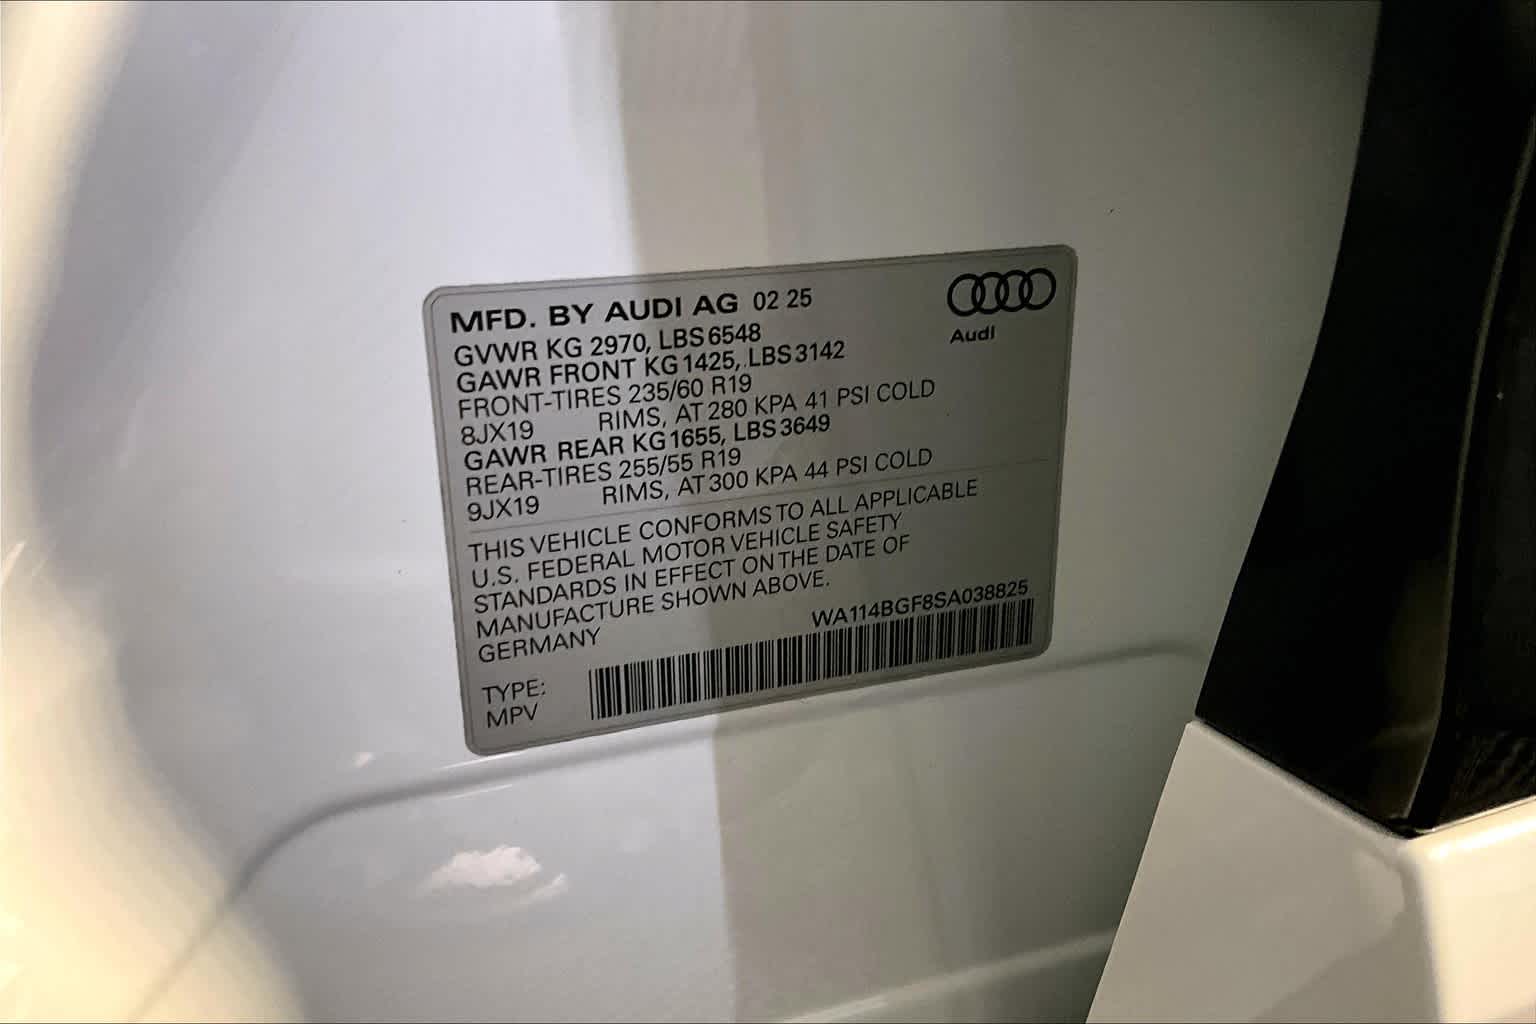 MFD. BY AUDI AG 02 25
Audi
GVWR KG 2970, LBS 6548
GAWR FRONT KG 1425, LBS 3142
FRONT-TIRES 235/60 R19
8JX19 RIMS, AT 280 KPA 41 PSI COLD
GAWR REAR KG 1655, LBS 3649
REAR-TIRES 255/55 R19
9JX19 RIMS, AT 300 KPA 44 PSI COLD
THIS VEHICLE CONFORMS TO ALL APPLICABLE
U.S. FEDERAL MOTOR VEHICLE SAFETY
STANDARDS IN EFFECT ON THE DATE OF
MANUFACTURE SHOWN ABOVE.
GERMANY WA114BGF8SA038825
TYPE:
MPV